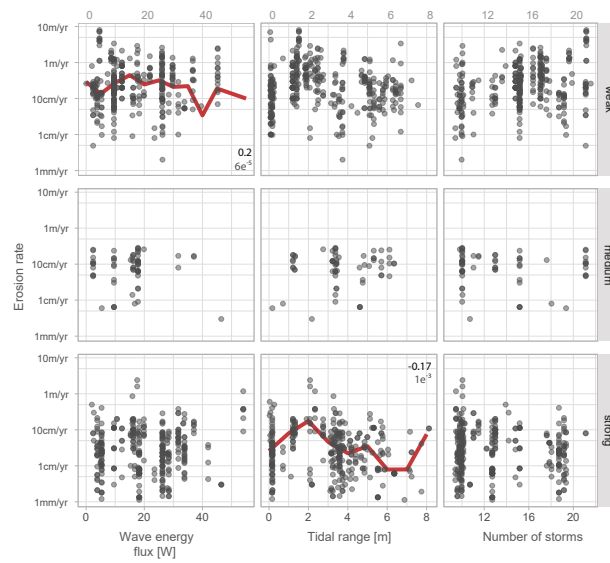 0 20 40 0 2 4 6 8 12 16 20
10m/yr
1m/yr
10cm/yr
1cm/yr
1mm/yr
0.2
6e-5
weak
10m/yr
1m/yr
10cm/yr
1cm/yr
1mm/yr
medium
Erosion rate
10m/yr
1m/yr
10cm/yr
1cm/yr
1mm/yr
-0.17
1e-3
strong
0 20 40 0 2 4 6 8 12 16 20
Wave energy
flux [W]
Tidal range [m]
Number of storms